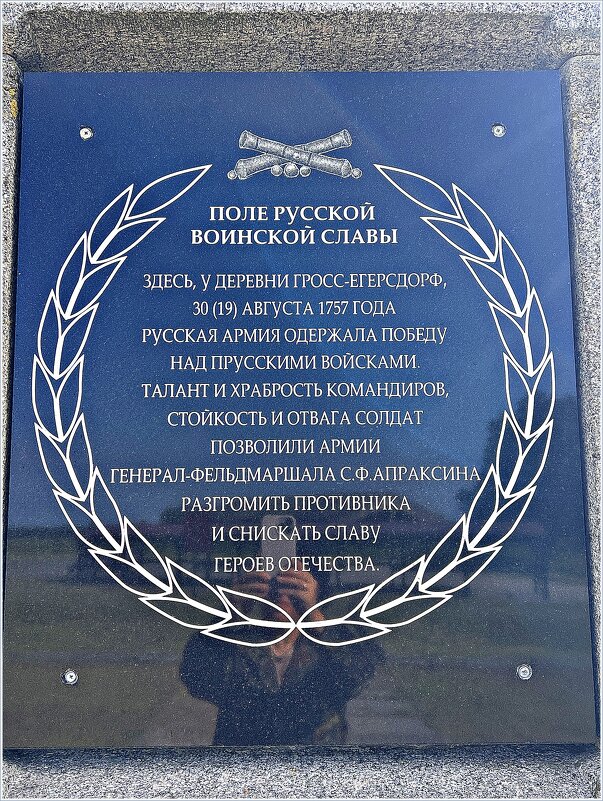 ПОЛЕ РУССКОЙ
ВОИНСКОЙ СЛАВЫ
ЗДЕСЬ, У ДЕРЕВНИ ГРОСС-ЕГЕРСДОРФ,
30 (19) АВГУСТА 1757 ГОДА
РУССКАЯ АРМИЯ ОДЕРЖАЛА ПОБЕДУ
НАД ПРУССКИМИ ВОЙСКАМИ.
ТАЛАНТ И ХРАБРОСТЬ КОМАНДИРОВ,
СТОЙКОСТЬ И ОТВАГА СОЛДАТ
ПОЗВОЛИЛИ АРМИИ
ГЕНЕРАЛ-ФЕЛЬДМАРШАЛА С.Ф.АПРАКСИНА
РАЗГРОМИТЬ ПРОТИВНИКА
И СНИСКАТЬ СЛАВУ
ГЕРОЕВ ОТЕЧЕСТВА.